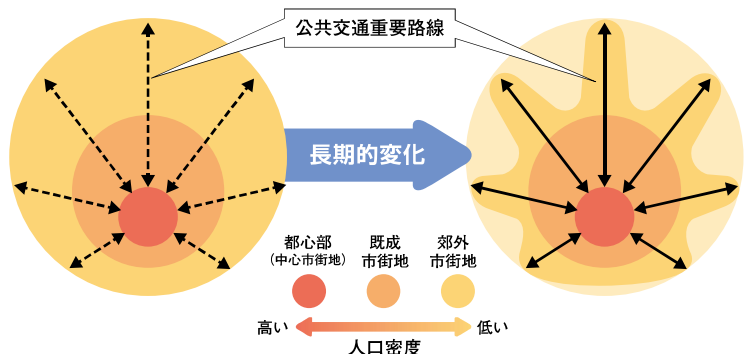 公共交通重要路線
長期的変化
都心部
(中心市街地)
既成
市街地
郊外
市街地
高い
低い
人口密度